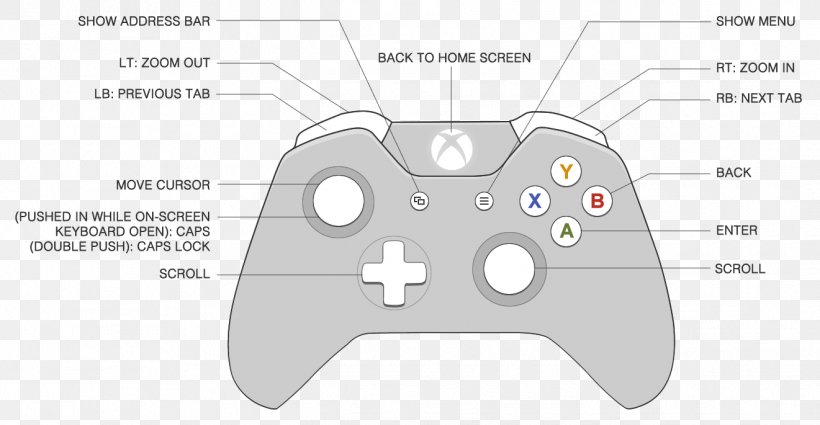 SHOW ADDRESS BAR
SHOW MENU
BACK TO HOME SCREEN
LT: ZOOM OUT
RT: ZOOM IN
LB: PREVIOUS TAB
RB: NEXT TAB
MOVE CURSOR
(PUSHED IN WHILE ON-SCREEN
KEYBOARD OPEN): CAPS
(DOUBLE PUSH): CAPS LOCK
SCROLL
Y
X
B
A
BACK
ENTER
SCROLL